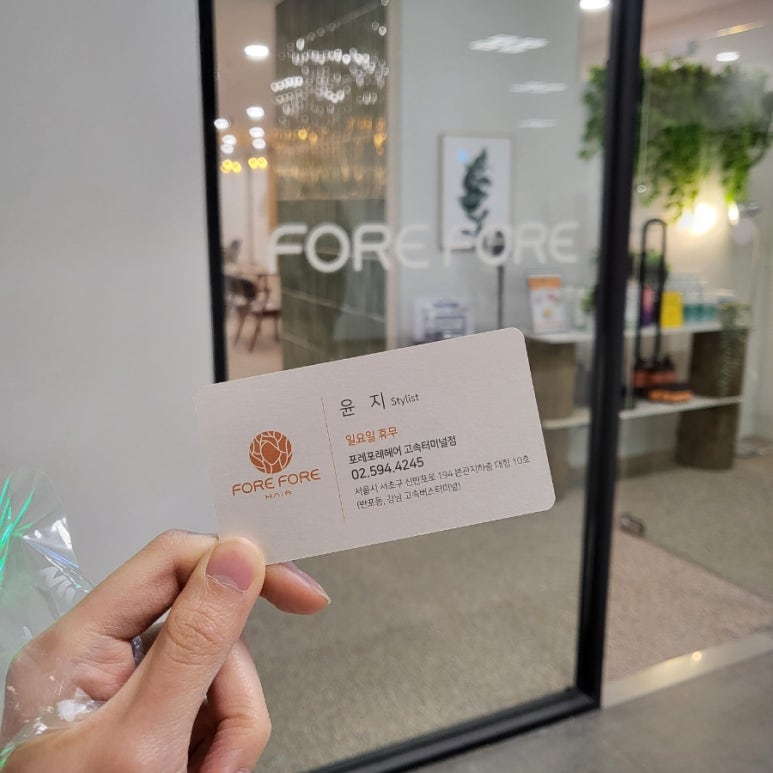 FORE FORE
윤 지 Stylist
일요일 휴무
포레포레헤어 고속터미널점
02.594.4245
서울시 서초구 신반포로 194 본관지하층 대합 10호
(반포동, 강남 고속버스터미널)
FORE FORE
HAIR